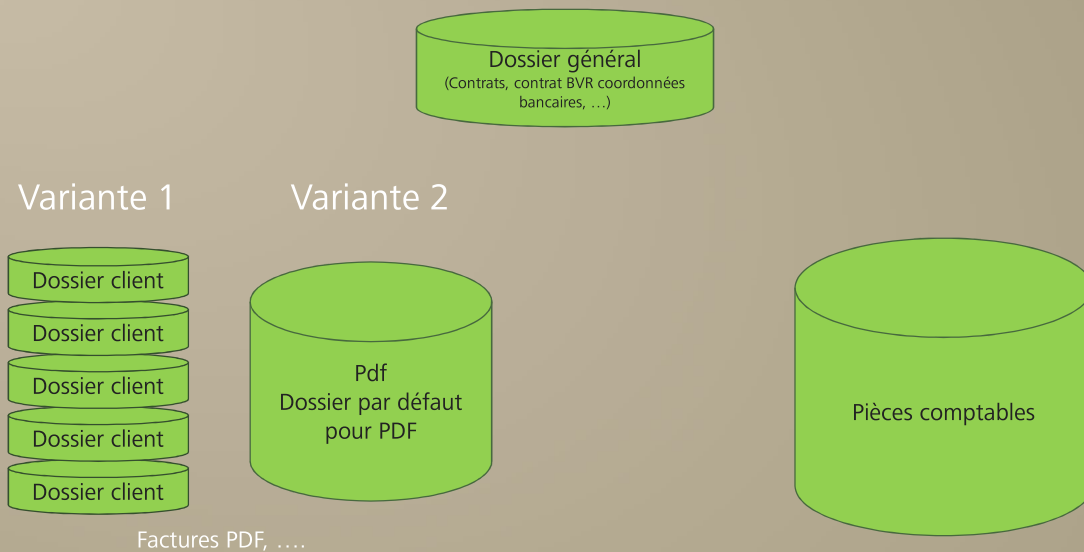 Dossier général
(Contrats, contrat BVR coordonnées
bancaires, …)
Variante 1
Variante 2
Dossier client
Dossier client
Dossier client
Dossier client
Dossier client
Pdf
Dossier par défaut
pour PDF
Pièces comptables
Factures PDF, ….